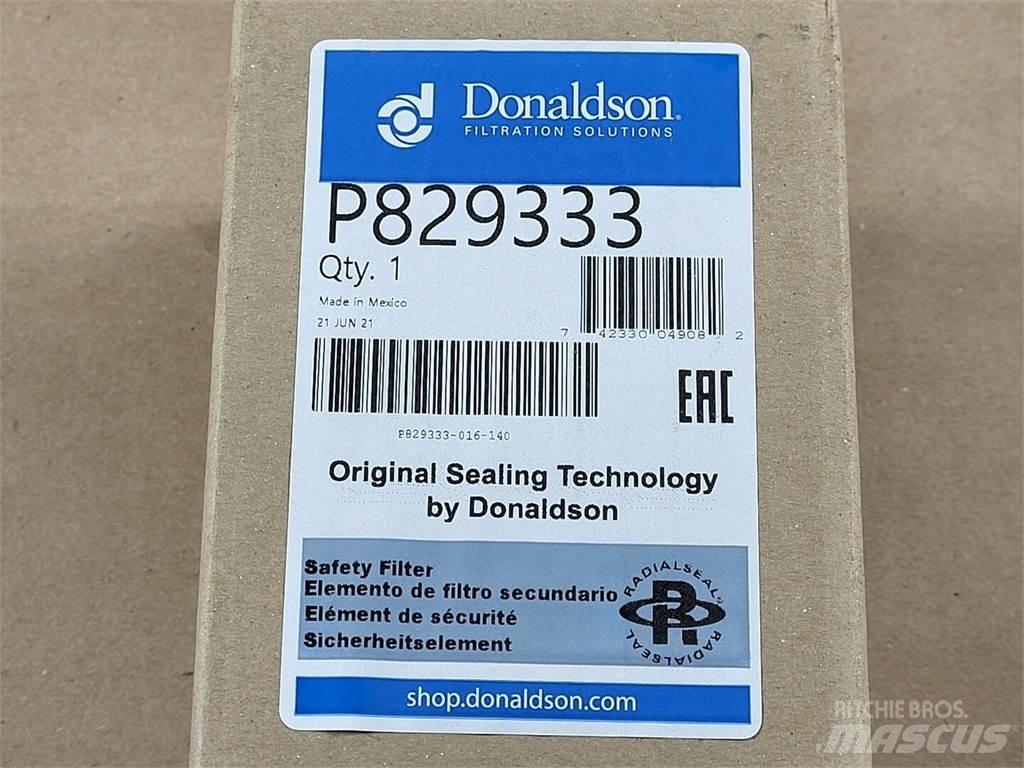 Donaldson®
FILTRATION SOLUTIONS
P829333
Qty. 1
Made in Mexico
21 JUN 21
7 42330 04908 2
EAC
P829333-016-140
Original Sealing Technology
by Donaldson
Safety Filter
Elemento de filtro secundario
Elément de sécurité
Sicherheitselement
RADIALSEAL
RADIALSEAL
shop.donaldson.com
RITCHIE BROS.
MASCUS